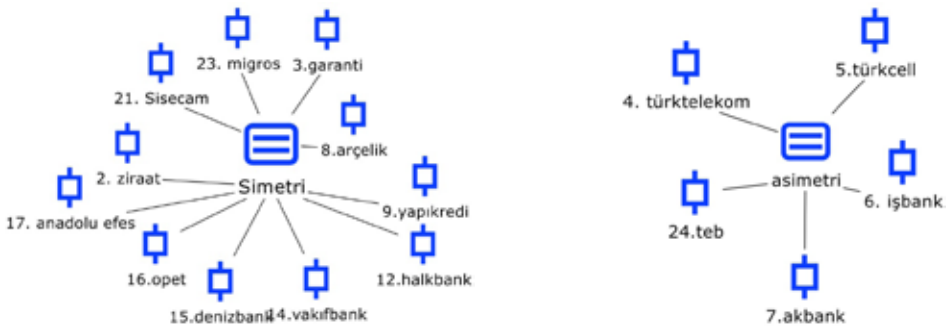 23. migros
3.garanti
21. Sisecam
8.arçelik
2. ziraat
Simetri
9.yapıkredi
17. anadolu efes
16.opet
12.halkbank
15.denizbank
14.vakıfbank
5.türkcell
4. türktelekom
asimetri
6. işbank
24.teb
7.akbank